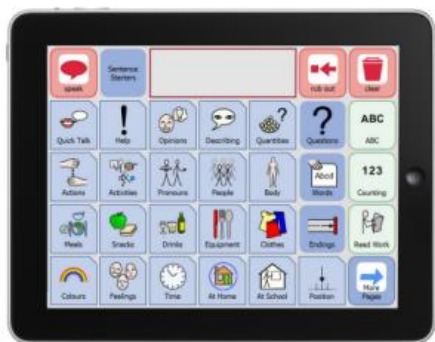 speak
Sentence
Starters
rub out
clear
Quick Talk
Help
Opinions
Describing
Quantities
Questions
ABC
ABC
Actions
Activities
Pronouns
People
Body
Abcd
Words
123
Counting
Meals
Snacks
Drinks
Equipment
Clothes
Endings
Read Work
Colours
Feelings
Time
At Home
At School
Position
More
Pages